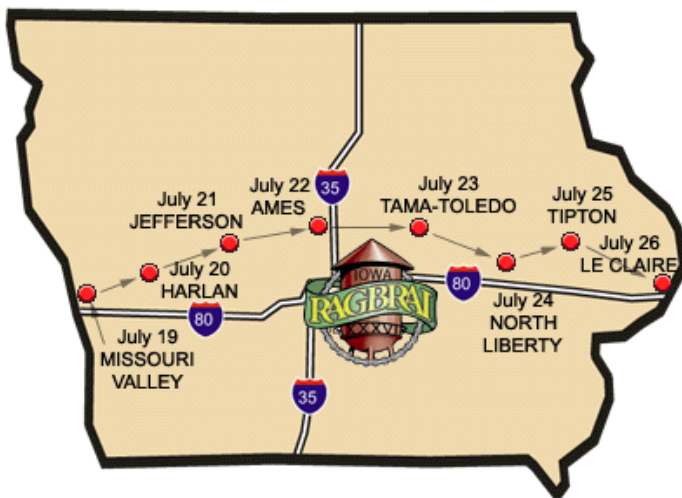 July 19
MISSOURI
VALLEY
July 20
HARLAN
July 21
JEFFERSON
July 22
AMES
July 23
TAMA-TOLEDO
July 24
NORTH
LIBERTY
July 25
TIPTON
July 26
LE CLAIRE
35
80
IOWA
RAGBRAI
80
35